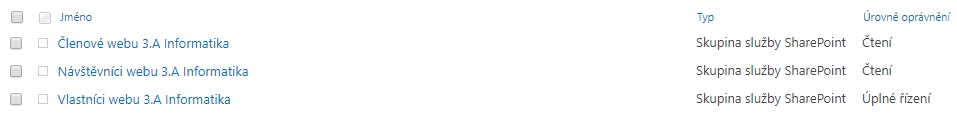 Jméno Typ Úrovně oprávnění
Členové webu 3.A Informatika Skupina služby SharePoint Čtení
Návštěvníci webu 3.A Informatika Skupina služby SharePoint Čtení
Vlastníci webu 3.A Informatika Skupina služby SharePoint Úplné řízení